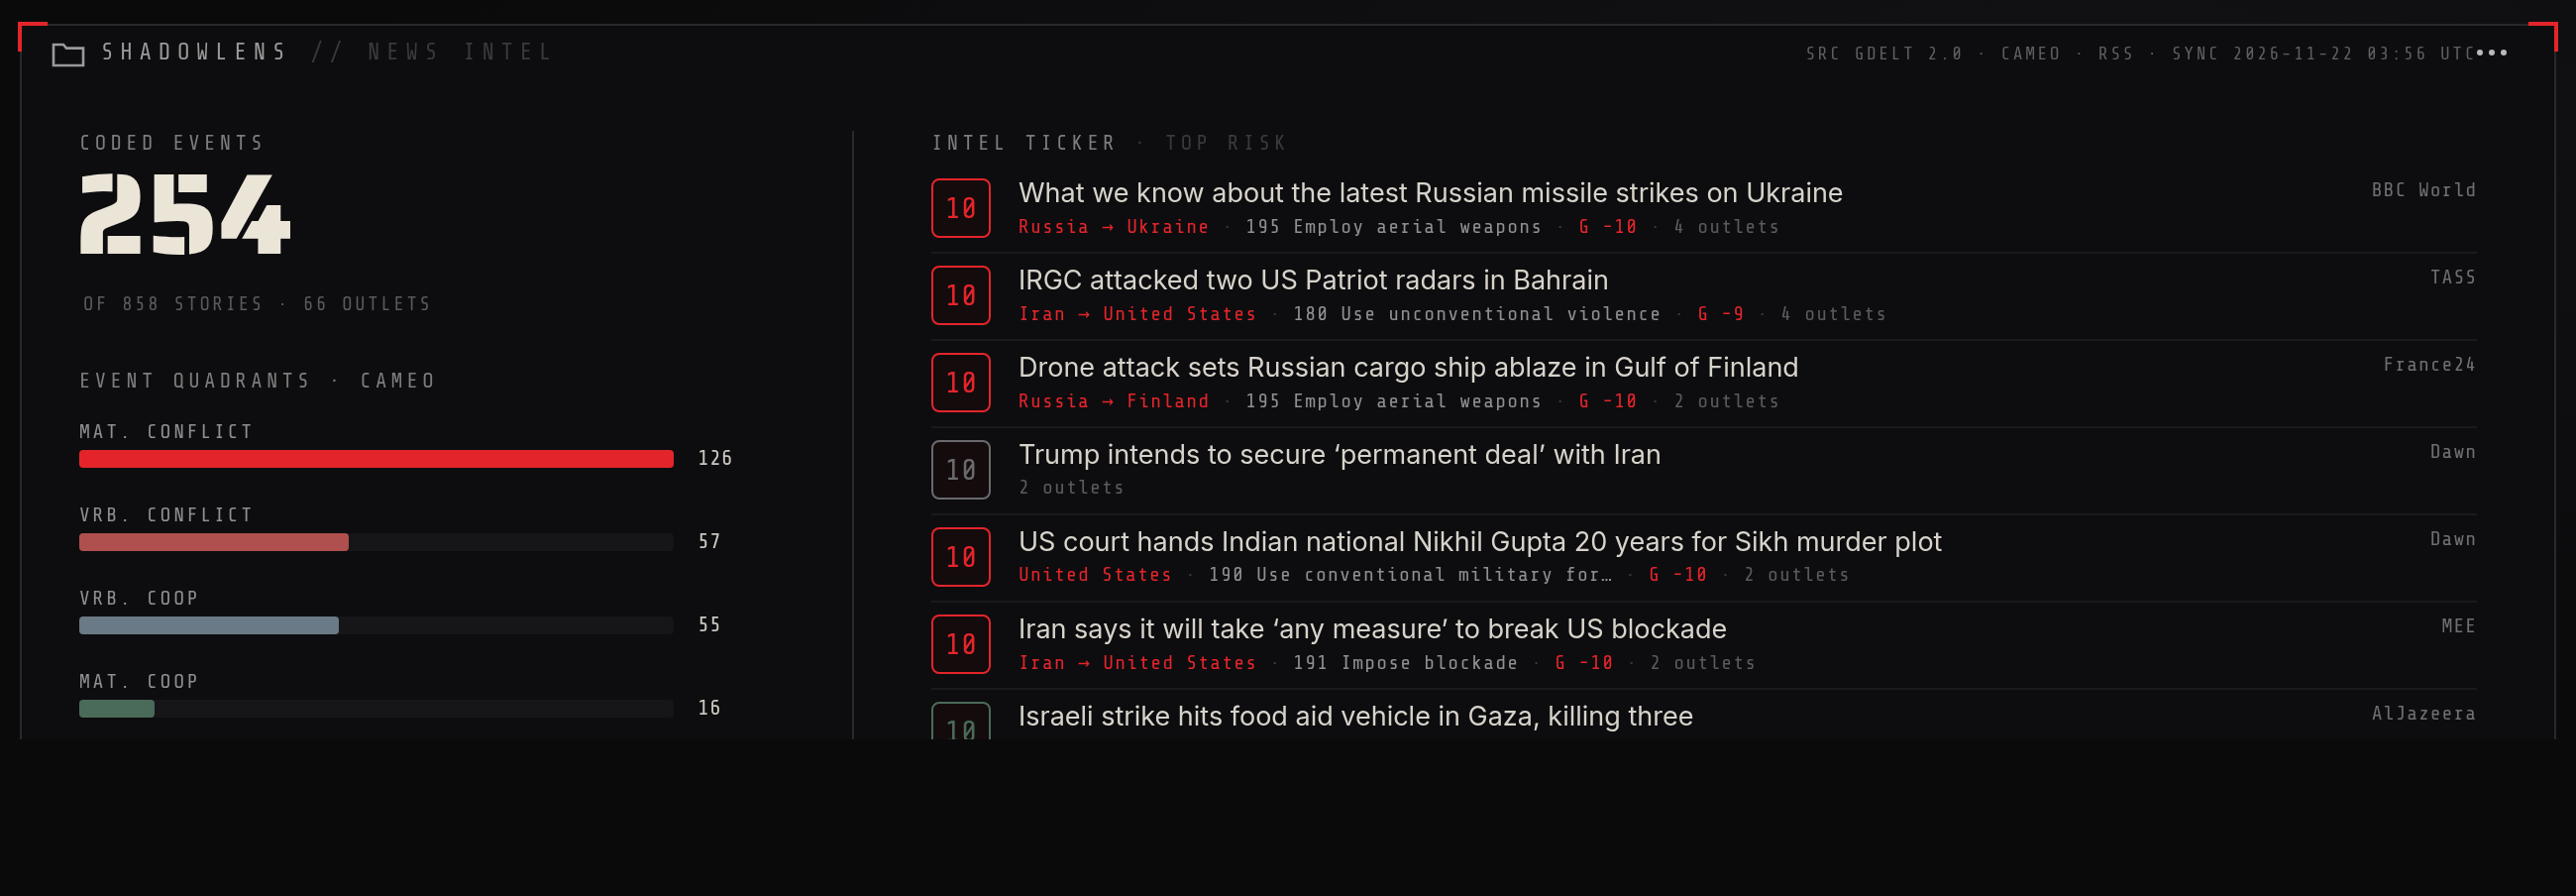 SHADOWLENS // NEWS INTEL
SRC GDELT 2.0 · CAMEO · RSS · SYNC 2026-11-22 03:56 UTC
CODED EVENTS
254
OF 858 STORIES · 66 OUTLETS
EVENT QUADRANTS · CAMEO
MAT. CONFLICT
126
VRB. CONFLICT
57
VRB. COOP
55
MAT. COOP
16
INTEL TICKER · TOP RISK
10
What we know about the latest Russian missile strikes on Ukraine
BBC World
Russia → Ukraine · 195 Employ aerial weapons · G -10 · 4 outlets
10
IRGC attacked two US Patriot radars in Bahrain
TASS
Iran → United States · 180 Use unconventional violence · G -9 · 4 outlets
10
Drone attack sets Russian cargo ship ablaze in Gulf of Finland
France24
Russia → Finland · 195 Employ aerial weapons · G -10 · 2 outlets
10
Trump intends to secure ‘permanent deal’ with Iran
Dawn
2 outlets
10
US court hands Indian national Nikhil Gupta 20 years for Sikh murder plot
Dawn
United States · 190 Use conventional military for… · G -10 · 2 outlets
10
Iran says it will take ‘any measure’ to break US blockade
MEE
Iran → United States · 191 Impose blockade · G -10 · 2 outlets
10
Israeli strike hits food aid vehicle in Gaza, killing three
AlJazeera